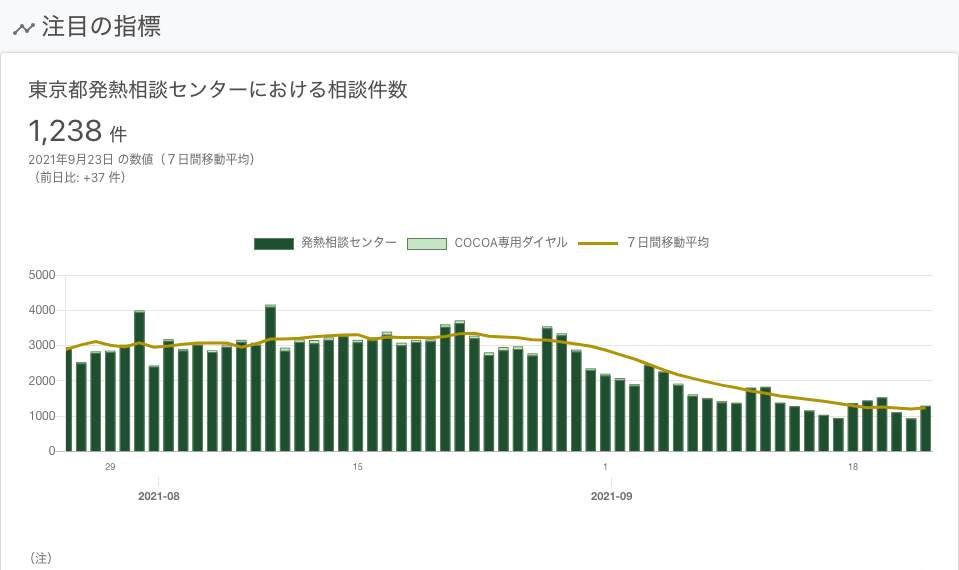 注目の指標
東京都発熱相談センターにおける相談件数
1,238 件
2021年9月23日 の数値（７日間移動平均）
（前日比: +37 件）
発熱相談センター COCOA専用ダイヤル ７日間移動平均
5000
4000
3000
2000
1000
0
29 15 1 18
2021-08 2021-09
（注）